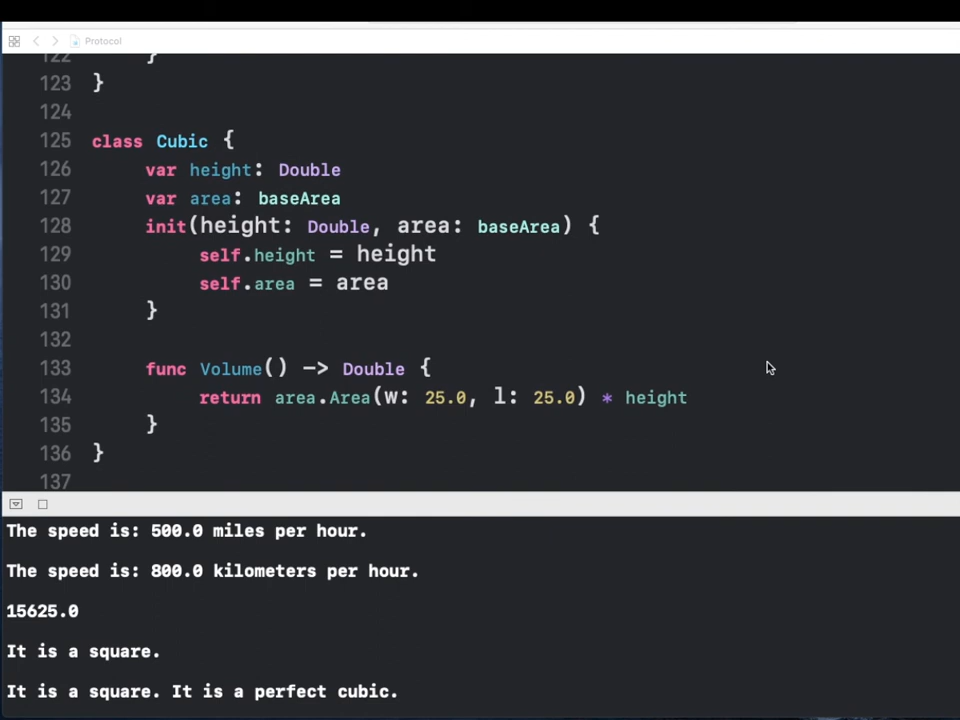 Protocol
122 }
123 }
124
125 class Cubic {
126 var height: Double
127 var area: baseArea
128 init(height: Double, area: baseArea) {
129 self.height = height
130 self.area = area
131 }
132
133 func Volume() -> Double {
134 return area.Area(w: 25.0, l: 25.0) * height
135 }
136 }
137
The speed is: 500.0 miles per hour.
The speed is: 800.0 kilometers per hour.
15625.0
It is a square.
It is a square. It is a perfect cubic.